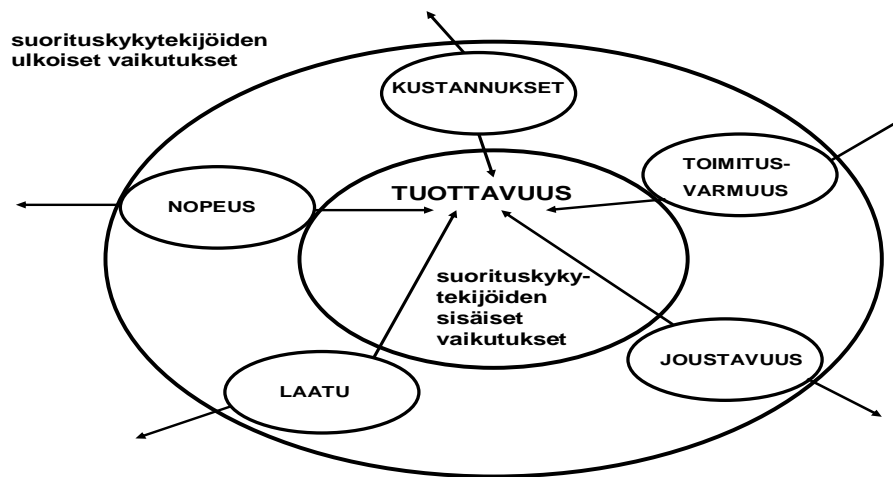 suorituskykytekijöiden
ulkoiset vaikutukset
KUSTANNUKSET
TOIMITUS-
VARMUUS
TUOTTAVUUS
NOPEUS
suorituskyky-
tekijöiden
sisäiset
vaikutukset
JOUSTAVUUS
LAATU